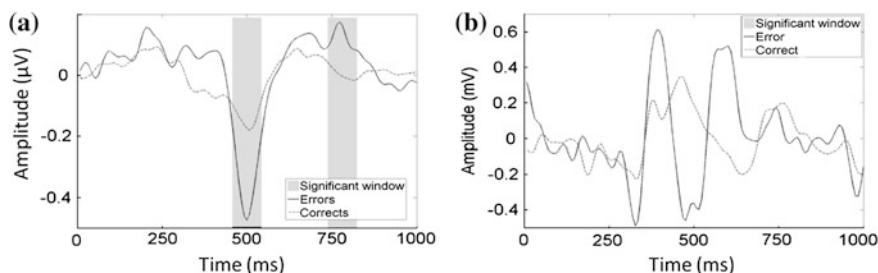 (a)
Amplitude (µV)
0
-0.2
-0.4
0 250 500 750 1000
Time (ms)
Significant window
Errors
Corrects
(b)
Amplitude (mV)
0.6
0.4
0.2
0
-0.2
-0.4
0 250 500 750 1000
Time (ms)
Significant window
Error
Correct